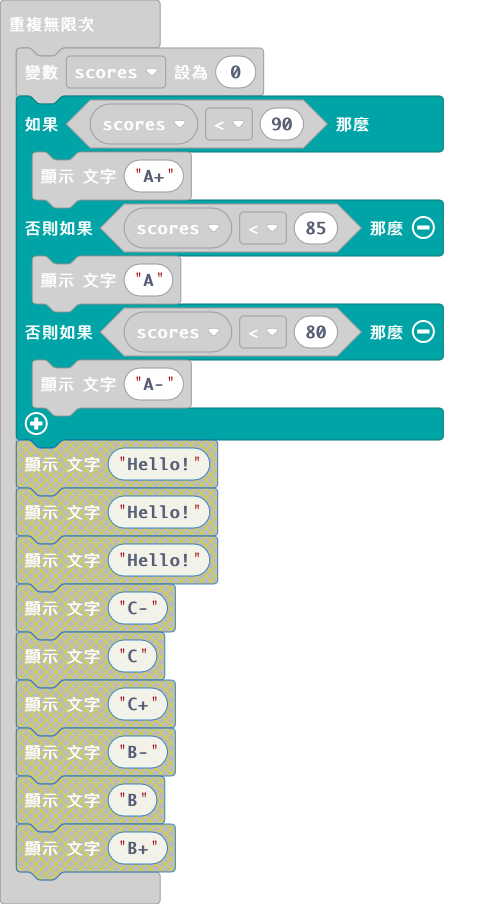 重複無限次
變數 scores 設為 0
如果 scores < 90 那麼
顯示 文字 "A+"
否則如果 scores < 85 那麼
顯示 文字 "A"
否則如果 scores < 80 那麼
顯示 文字 "A-"
顯示 文字 "Hello!"
顯示 文字 "Hello!"
顯示 文字 "Hello!"
顯示 文字 "C-"
顯示 文字 "C"
顯示 文字 "C+"
顯示 文字 "B-"
顯示 文字 "B"
顯示 文字 "B+"